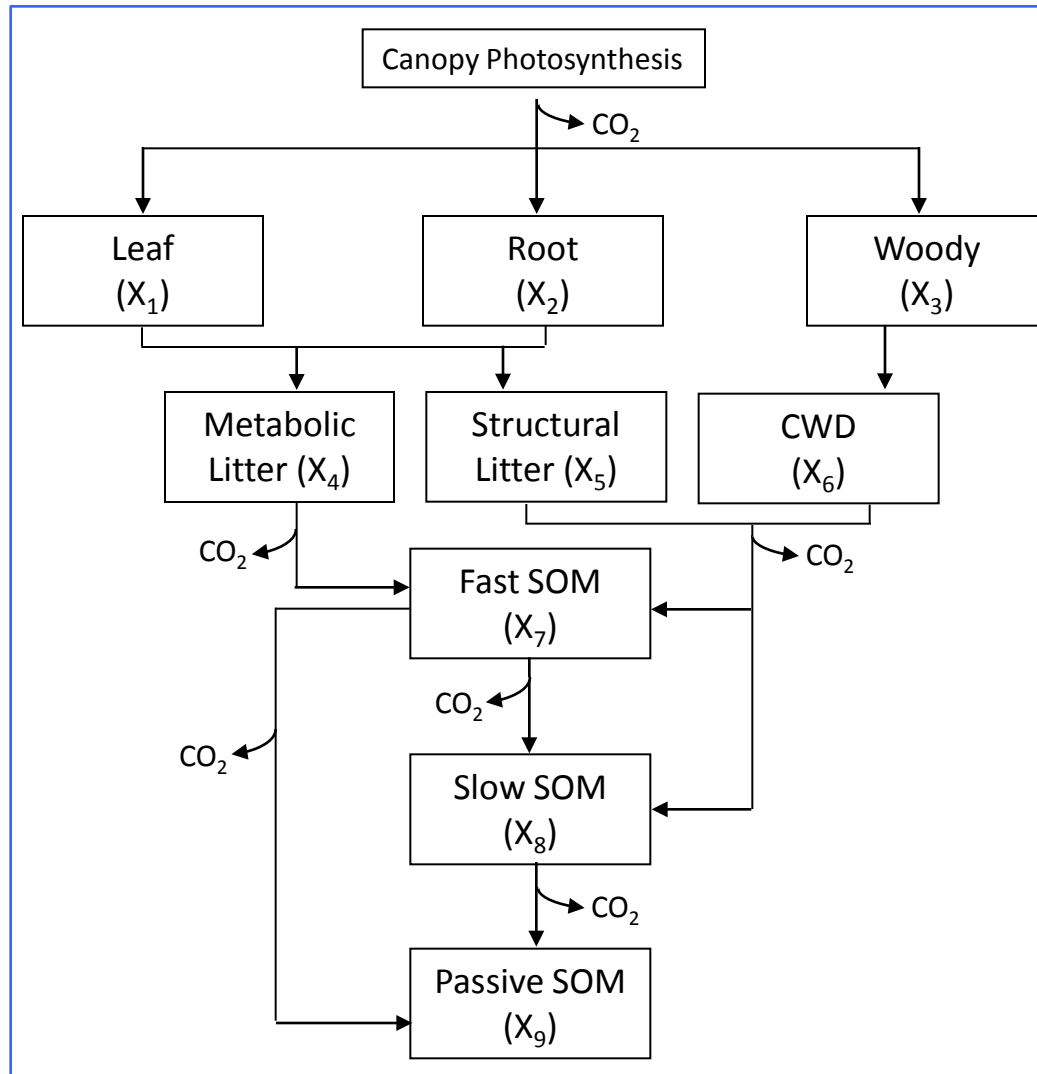 Canopy Photosynthesis
CO₂
Leaf
(X₁)
Root
(X₂)
Woody
(X₃)
Metabolic
Litter (X₄)
Structural
Litter (X₅)
CWD
(X₆)
CO₂
CO₂
Fast SOM
(X₇)
CO₂
CO₂
Slow SOM
(X₈)
CO₂
Passive SOM
(X₉)